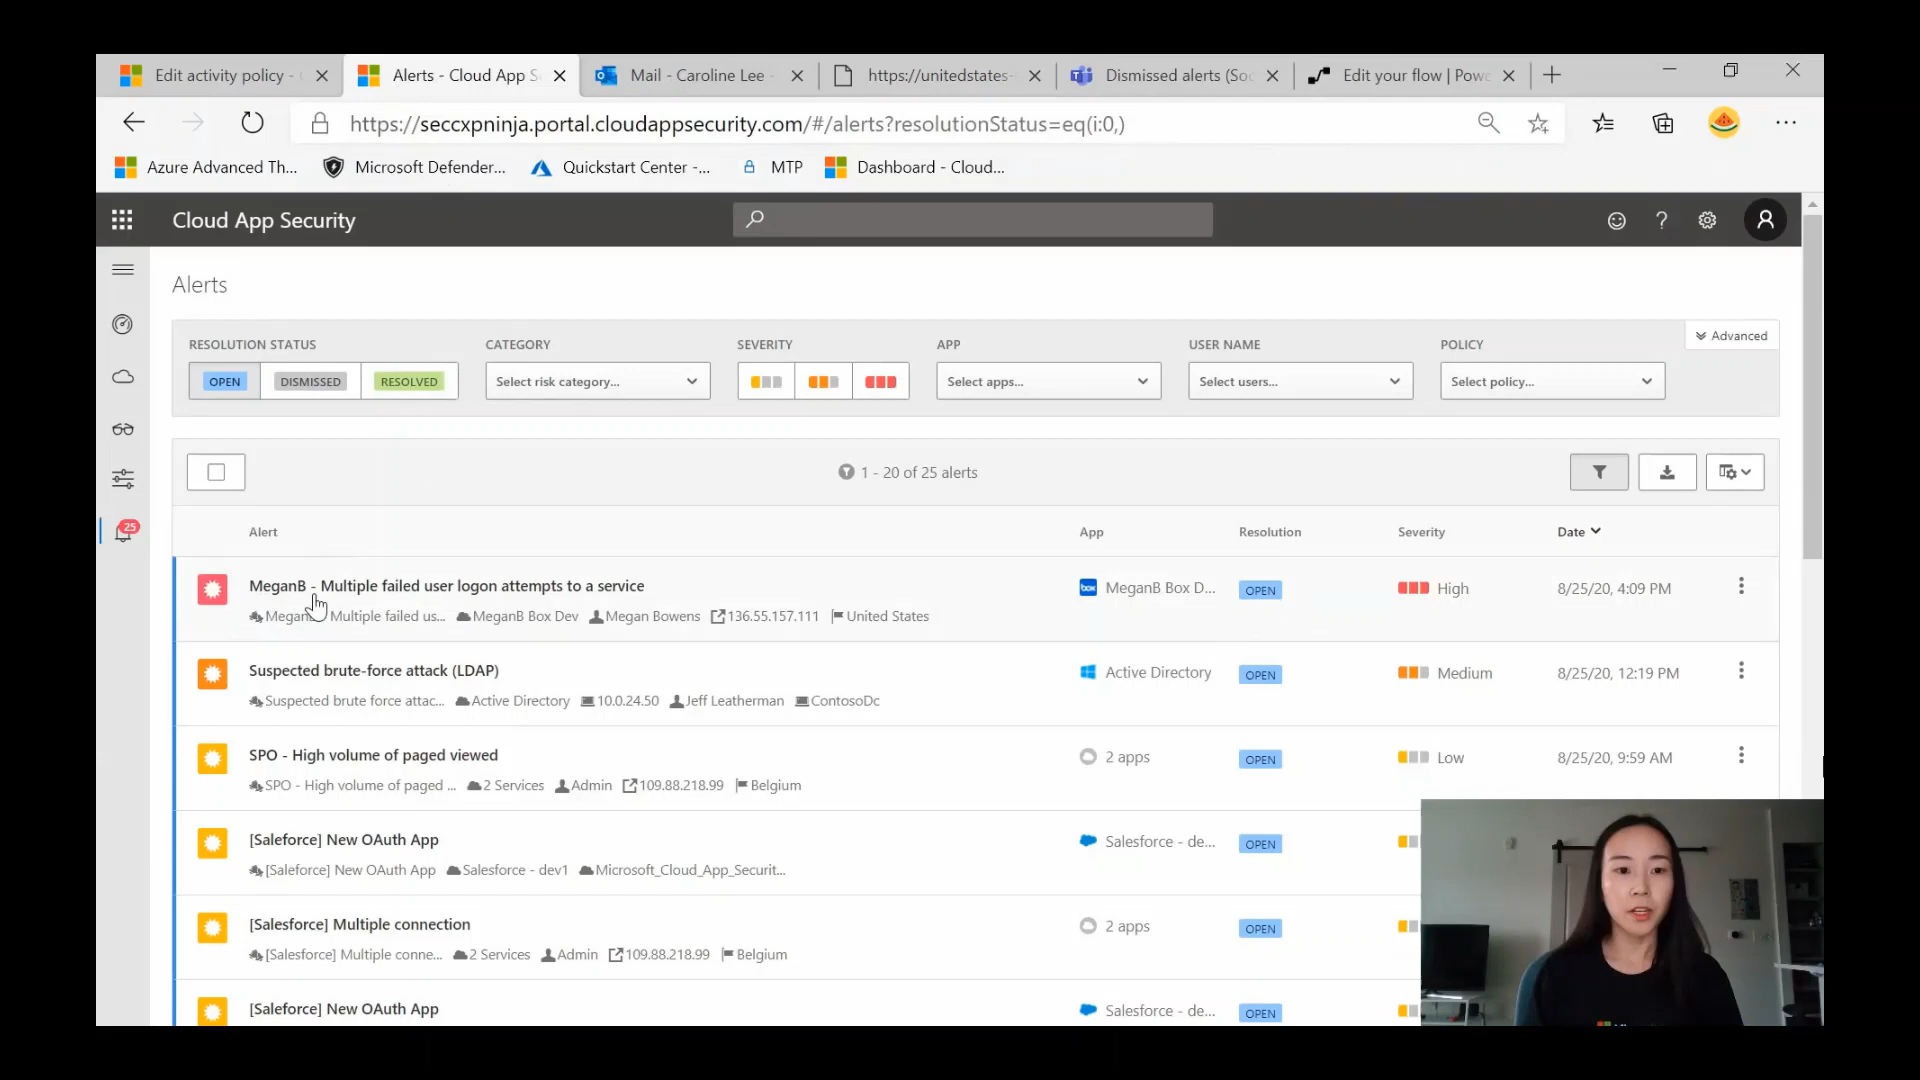 Edit activity policy -
Alerts - Cloud App S
Mail - Caroline Lee -
https://unitedstates-
Dismissed alerts (Soc
Edit your flow | Powe
https://seccxpninja.portal.cloudappsecurity.com/#/alerts?resolutionStatus=eq(i:0,)
Azure Advanced Th...
Microsoft Defender...
Quickstart Center -...
MTP
Dashboard - Cloud...
Cloud App Security
Alerts
Advanced
RESOLUTION STATUS
CATEGORY
SEVERITY
APP
USER NAME
POLICY
OPEN
DISMISSED
RESOLVED
Select risk category...
Select apps...
Select users...
Select policy...
1 - 20 of 25 alerts
25
Alert
App
Resolution
Severity
Date
MeganB - Multiple failed user logon attempts to a service
MeganB Box D...
OPEN
High
8/25/20, 4:09 PM
Megan Multiple failed us... MeganB Box Dev Megan Bowens 136.55.157.111 United States
Suspected brute-force attack (LDAP)
Active Directory
OPEN
Medium
8/25/20, 12:19 PM
Suspected brute force attac... Active Directory 10.0.24.50 Jeff Leatherman ContosoDc
SPO - High volume of paged viewed
2 apps
OPEN
Low
8/25/20, 9:59 AM
SPO - High volume of paged ... 2 Services Admin 109.88.218.99 Belgium
[Saleforce] New OAuth App
Salesforce - de...
OPEN
[Saleforce] New OAuth App Salesforce - dev1 Microsoft_Cloud_App_Securit...
[Salesforce] Multiple connection
2 apps
OPEN
[Salesforce] Multiple conne... 2 Services Admin 109.88.218.99 Belgium
[Saleforce] New OAuth App
Salesforce - de...
OPEN